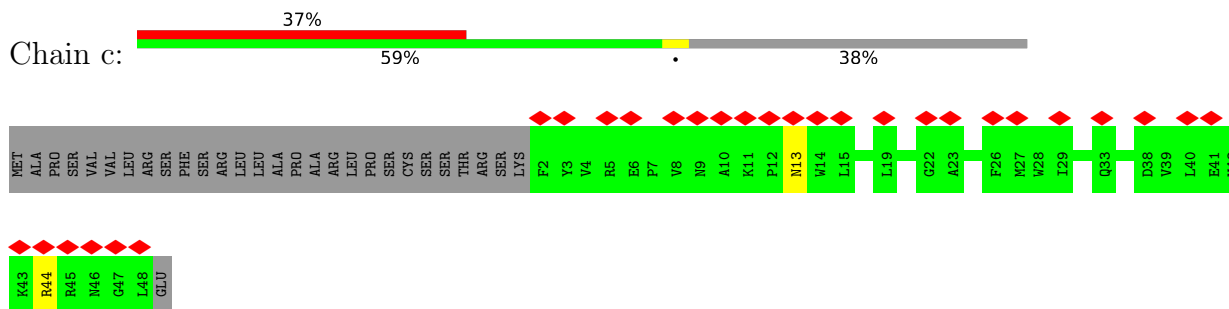 37%
Chain c:
59% • 38%
MET ALA PRO SER VAL VAL LEU ARG SER PHE SER ARG LEU LEU ALA PRO ALA ARG LEU PRO SER CYS SER SER THR ARG SER LYS F2 Y3 V4 R5 E6 P7 V8 N9 A10 K11 P12 N13 W14 L15 L19 G22 A23 F26 M27 W28 I29 Q33 D38 V39 L40 E41
K43 R44 R45 N46 G47 L48 GLU